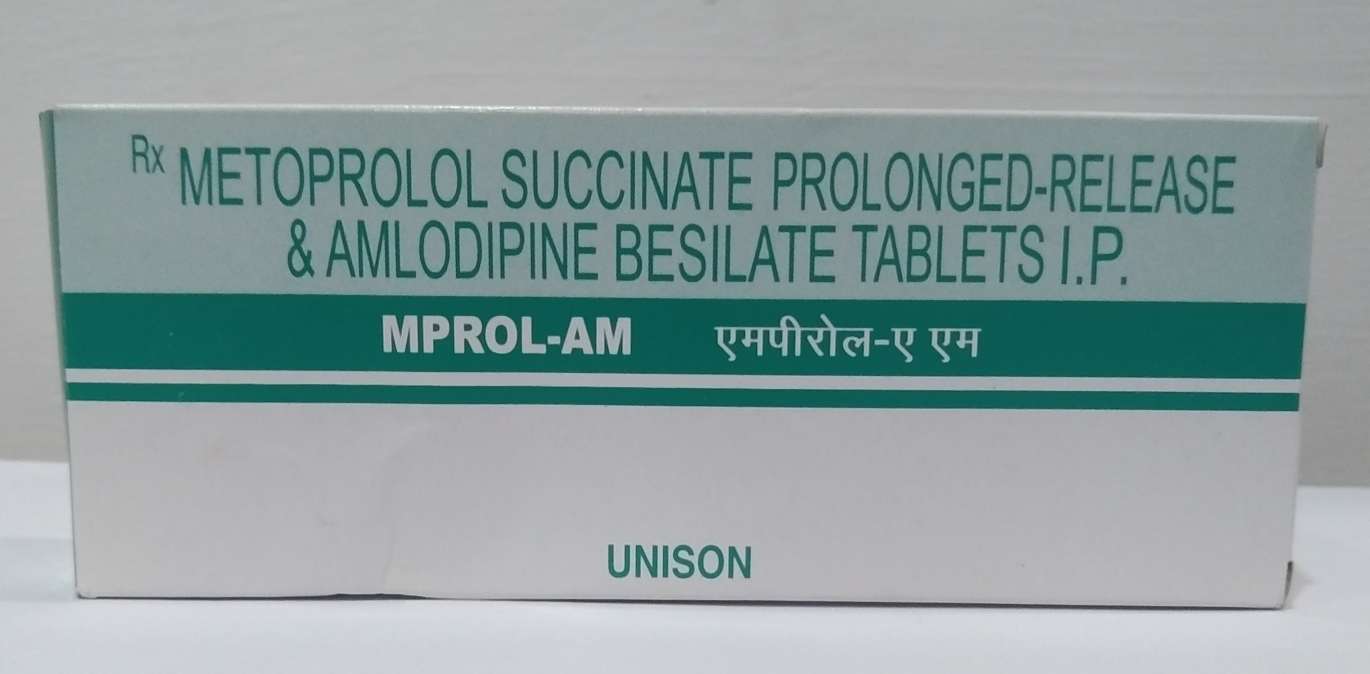 Rx METOPROLOL SUCCINATE PROLONGED-RELEASE
& AMLODIPINE BESILATE TABLETS I.P.
MPROL-AM एमपीरोल-ए एम
UNISON